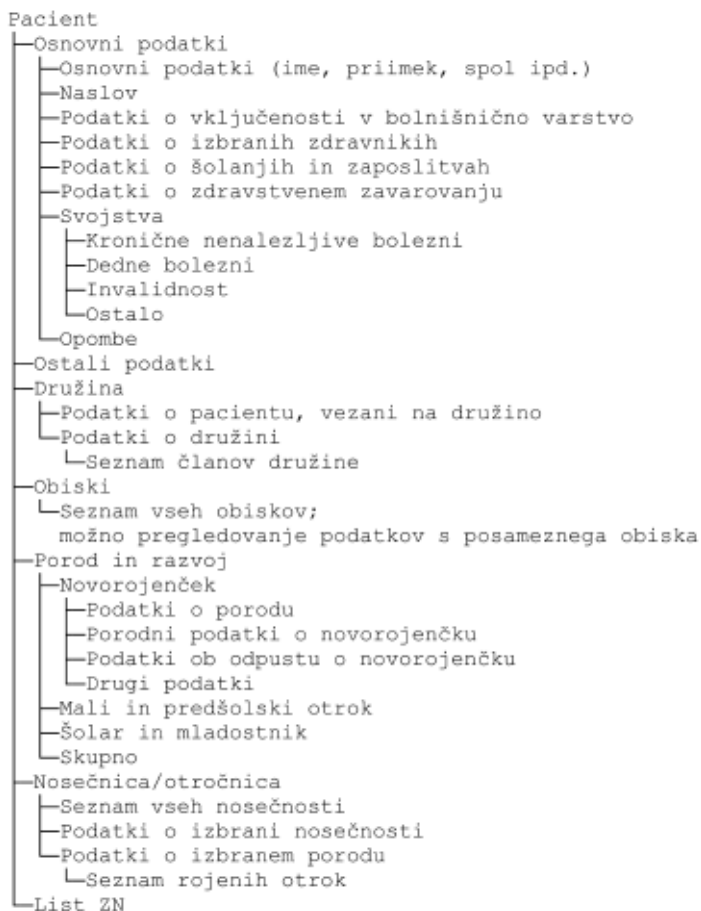 Pacient
Osnovni podatki
Osnovni podatki (ime, priimek, spol ipd.)
Naslov
Podatki o vključenosti v bolnišnično varstvo
Podatki o izbranih zdravnikih
Podatki o šolanjih in zaposlitvah
Podatki o zdravstvenem zavarovanju
Svojstva
Kronične nenalezljive bolezni
Dedne bolezni
Invalidnost
Ostalo
Opombe
Ostali podatki
Družina
Podatki o pacientu, vezani na družino
Podatki o družini
Seznam članov družine
Obiski
Seznam vseh obiskov;
možno pregledovanje podatkov s posameznega obiska
Porod in razvoj
Novorojenček
Podatki o porodu
Porodni podatki o novorojenčku
Podatki ob odpustu o novorojenčku
Drugi podatki
Mali in predšolski otrok
Šolar in mladostnik
Skupno
Nosečnica/otročnica
Seznam vseh nosečnosti
Podatki o izbrani nosečnosti
Podatki o izbranem porodu
Seznam rojenih otrok
List ZN